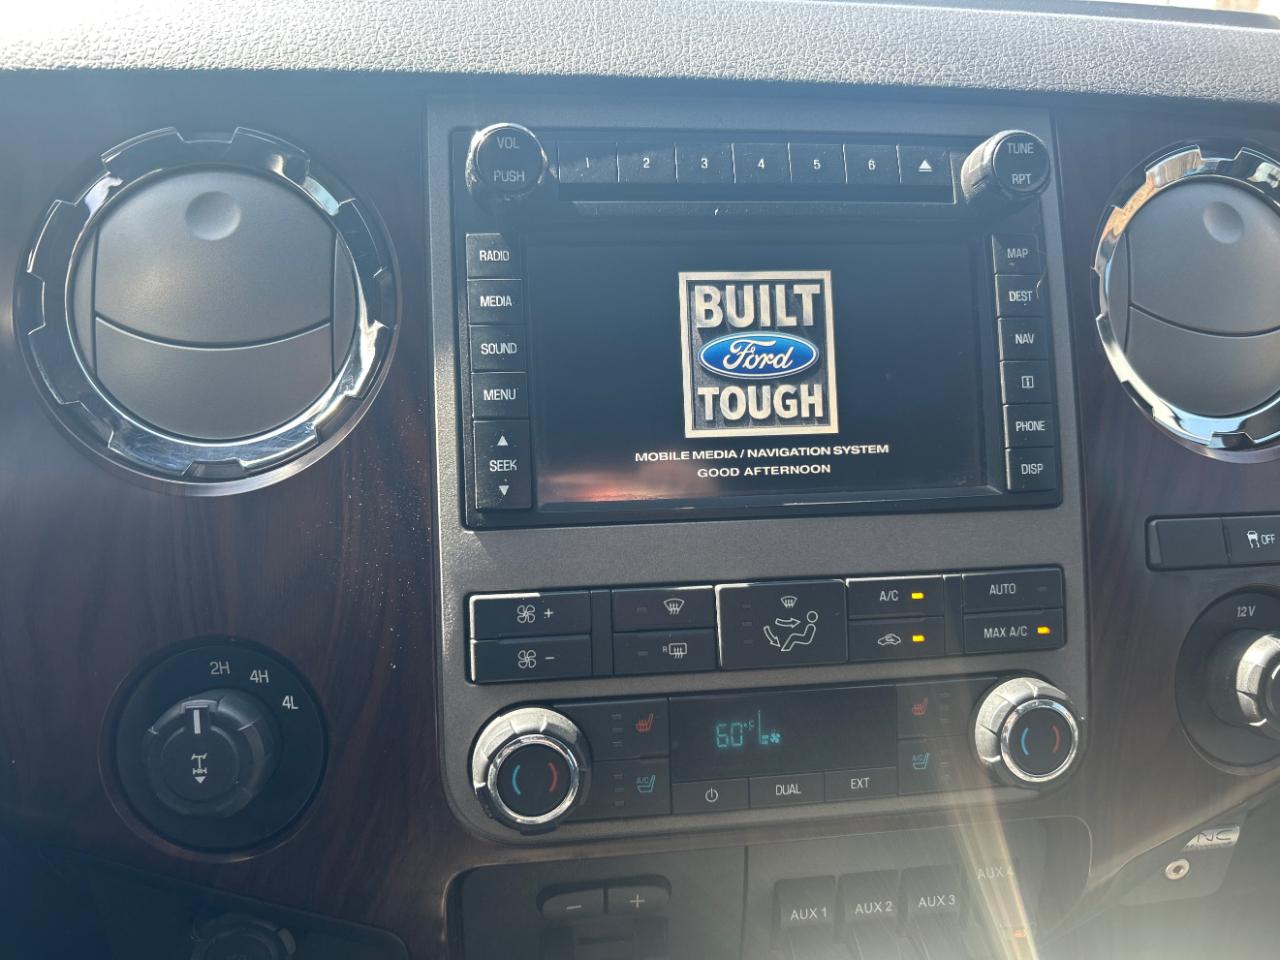 VOL
PUSH
1 2 3 4 5 6
TUNE
RPT
RADIO
MEDIA
SOUND
MENU
SEEK
BUILT
Ford
TOUGH
MOBILE MEDIA / NAVIGATION SYSTEM
GOOD AFTERNOON
MAP
DEST
NAV
i
PHONE
DISP
2H
4H
4L
+
−
R
A/C
AUTO
MAX A/C
OFF
12V
60°
A/C
A/C
DUAL
EXT
− +
AUX 1
AUX 2
AUX 3
AUX 4
NC